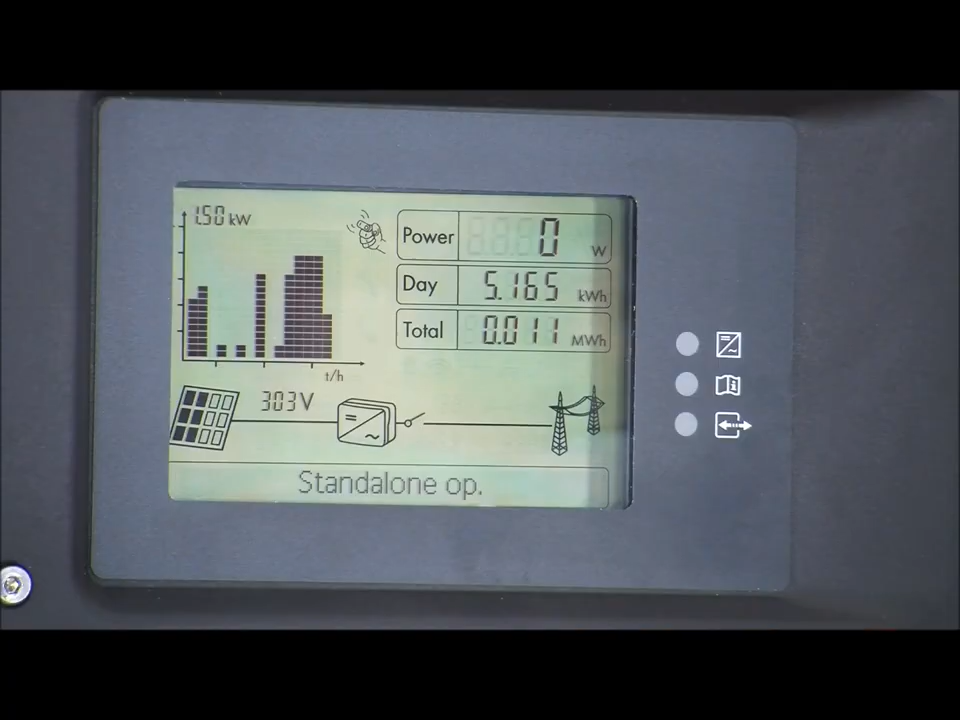 1.50 kW
Power 0 W
Day 5.165 kWh
Total 0.011 MWh
t/h
303V
Standalone op.